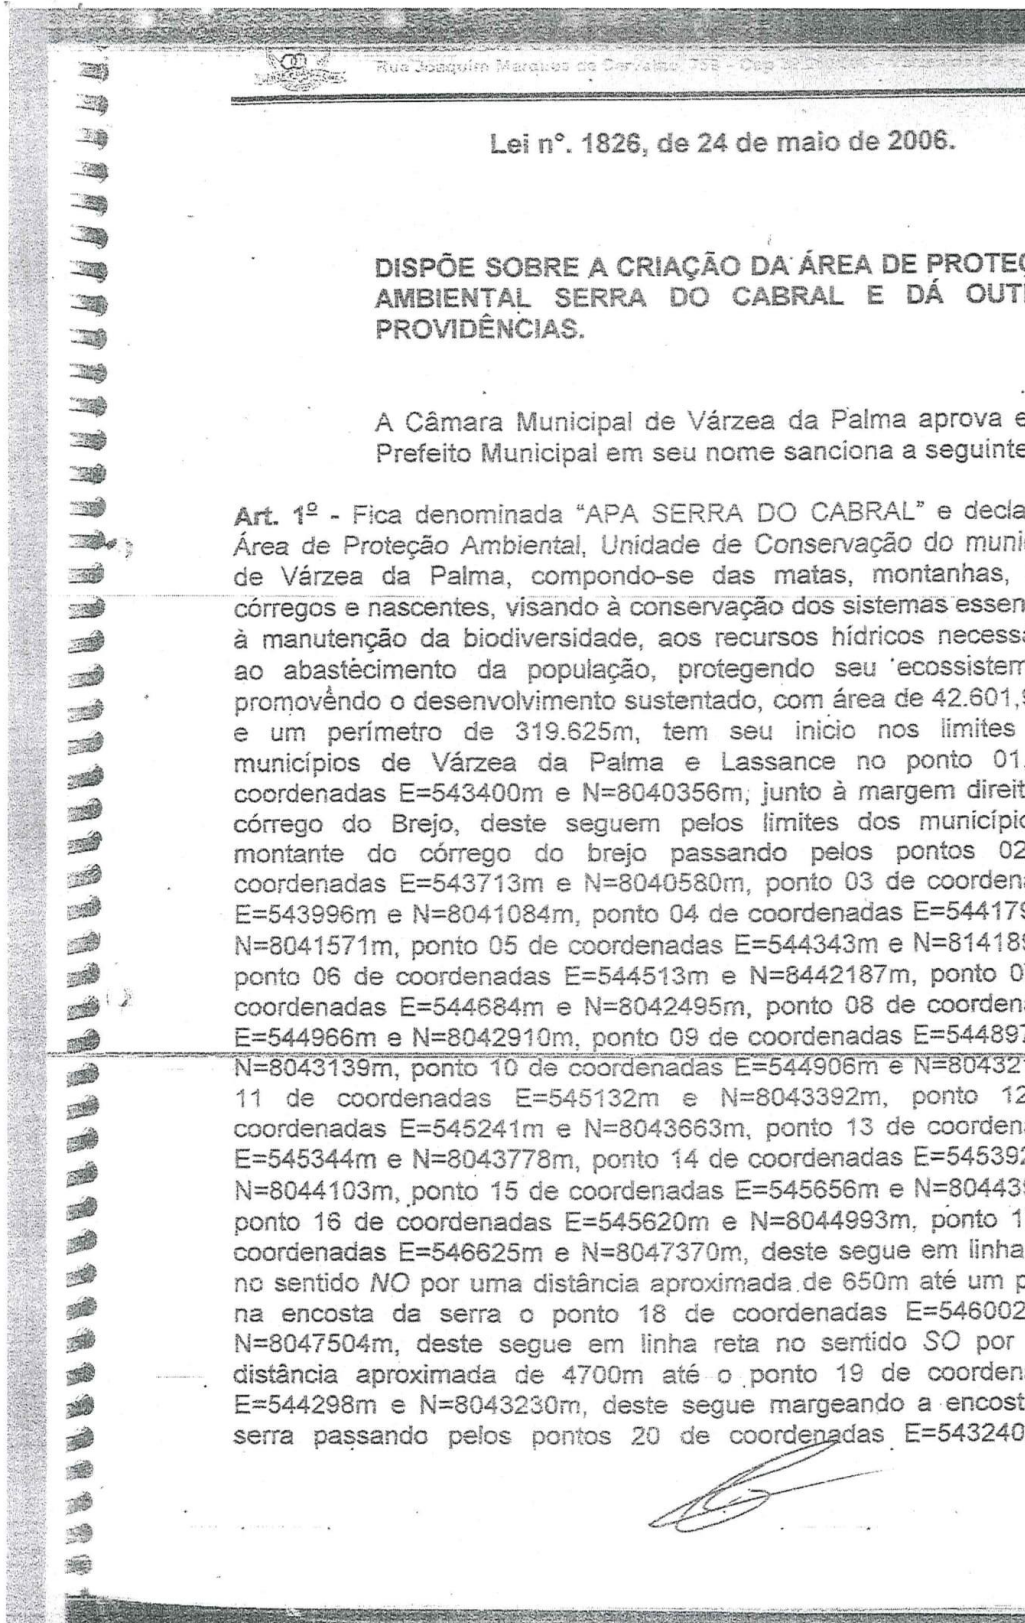 Rua Joaquim Marques de Carvalho,
Lei nº. 1826, de 24 de maio de 2006.
DISPÕE SOBRE A CRIAÇÃO DA ÁREA DE PROTEÇ
AMBIENTAL SERRA DO CABRAL E DÁ OUT
PROVIDÊNCIAS.
A Câmara Municipal de Várzea da Palma aprova e
Prefeito Municipal em seu nome sanciona a seguinte
Art. 1º - Fica denominada “APA SERRA DO CABRAL” e decla
Área de Proteção Ambiental, Unidade de Conservação do muni
de Várzea da Palma, compondo-se das matas, montanhas,
córregos e nascentes, visando à conservação dos sistemas essen
à manutenção da biodiversidade, aos recursos hídricos necessa
ao abastecimento da população, protegendo seu ecossistem
promovendo o desenvolvimento sustentado, com área de 42.601,9
e um perímetro de 319.625m, tem seu inicio nos limites
municípios de Várzea da Palma e Lassance no ponto 01
coordenadas E=543400m e N=8040356m, junto à margem direit
córrego do Brejo, deste seguem pelos limites dos município
montante do córrego do brejo passando pelos pontos 02
coordenadas E=543713m e N=8040580m, ponto 03 de coordena
E=543996m e N=8041084m, ponto 04 de coordenadas E=544179
N=8041571m, ponto 05 de coordenadas E=544343m e N=814189
ponto 06 de coordenadas E=544513m e N=8442187m, ponto 0
coordenadas E=544684m e N=8042495m, ponto 08 de coordena
E=544966m e N=8042910m, ponto 09 de coordenadas E=544897
N=8043139m, ponto 10 de coordenadas E=544906m e N=804321
11 de coordenadas E=545132m e N=8043392m, ponto 12
coordenadas E=545241m e N=8043663m, ponto 13 de coordena
E=545344m e N=8043778m, ponto 14 de coordenadas E=545392
N=8044103m, ponto 15 de coordenadas E=545656m e N=804439
ponto 16 de coordenadas E=545620m e N=8044993m, ponto 1
coordenadas E=546625m e N=8047370m, deste segue em linha
no sentido NO por uma distância aproximada de 650m até um p
na encosta da serra o ponto 18 de coordenadas E=546002
N=8047504m, deste segue em linha reta no sentido SO por
distância aproximada de 4700m até o ponto 19 de coordena
E=544298m e N=8043230m, deste segue margeando a encost
serra passando pelos pontos 20 de coordenadas E=543240